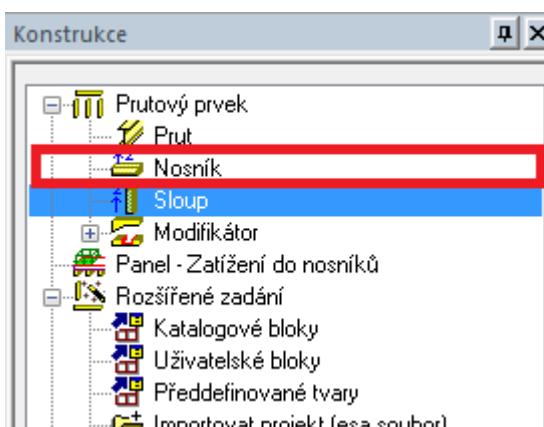 Konstrukce
Prutový prvek
Prut
Nosník
Sloup
Modifikátor
Panel - Zatížení do nosníků
Rozšířené zadání
Katalogové bloky
Uživatelské bloky
Předdefinované tvary
Importovat projekt (esa soubor)